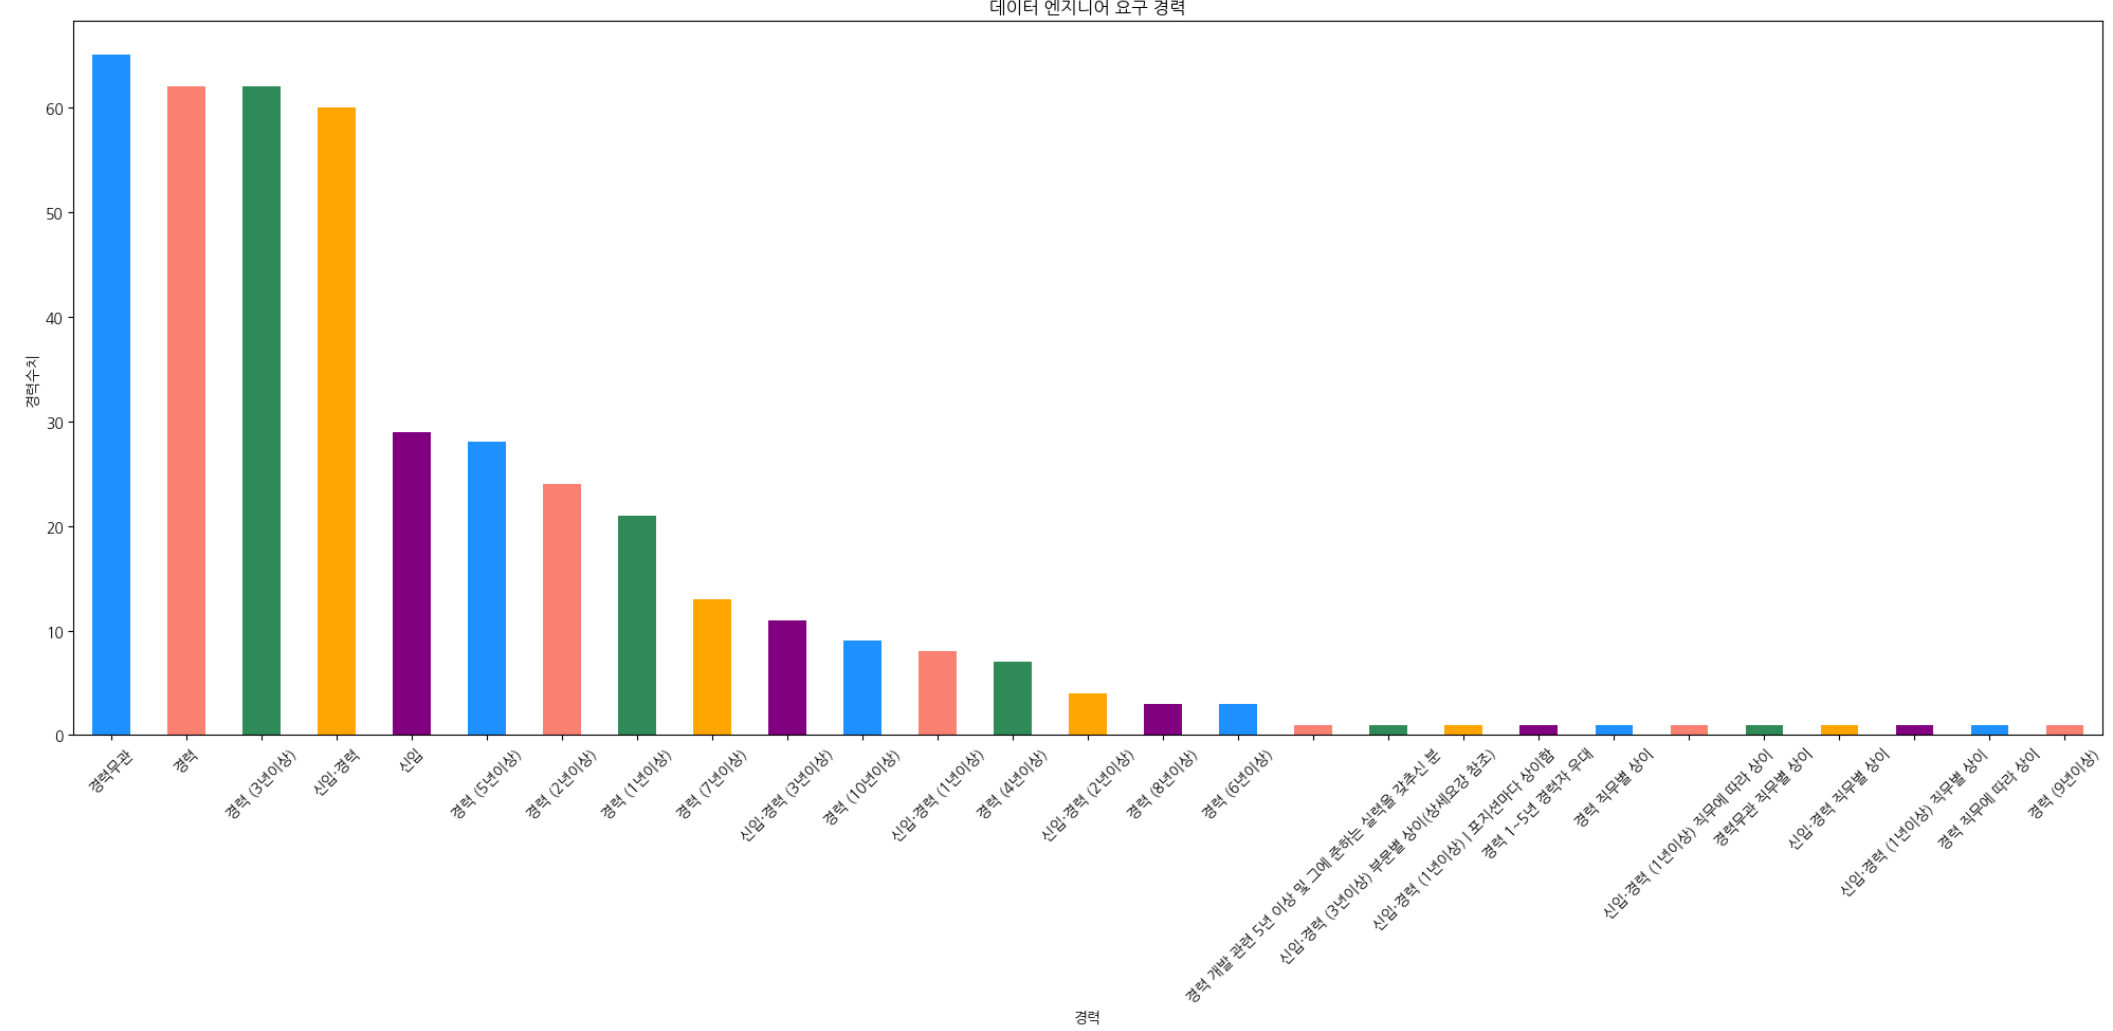 데이터 엔지니어 요구 경력
경력수치
60
50
40
30
20
10
0
경력무관
경력
경력 (3년이상)
신입·경력
신입
경력 (5년이상)
경력 (2년이상)
경력 (1년이상)
경력 (7년이상)
신입·경력 (3년이상)
경력 (10년이상)
신입·경력 (1년이상)
경력 (4년이상)
신입·경력 (2년이상)
경력 (8년이상)
경력 (6년이상)
경력 개발 관련 5년 이상 및 그에 준하는 실력을 갖추신 분
신입·경력 (3년이상) 부문별 상이(상세요강 참조)
신입·경력 (1년이상) | 포지션마다 상이함
경력 1~5년 경력자 우대
경력 직무별 상이
신입·경력 (1년이상) 직무에 따라 상이
경력무관 직무별 상이
신입·경력 직무별 상이
신입·경력 (1년이상) 직무별 상이
경력 직무에 따라 상이
경력 (9년이상)
경력